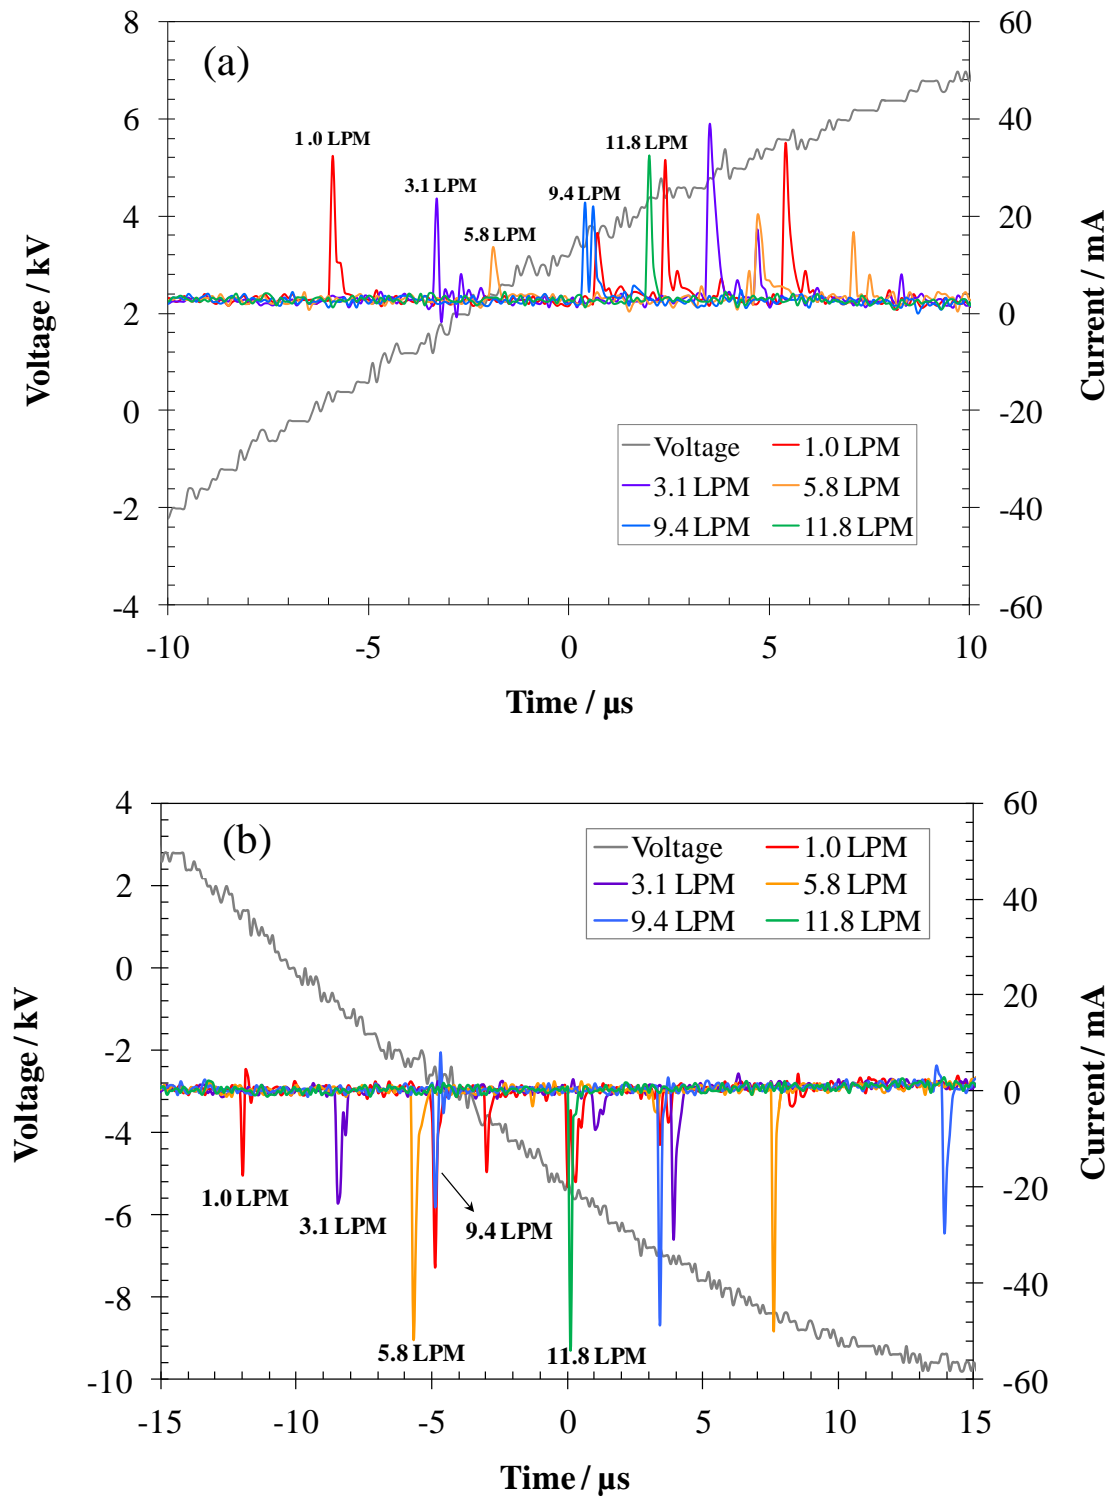 8
60
(a)
6
40
1.0 LPM
11.8 LPM
3.1 LPM
9.4 LPM
4
20
5.8 LPM
2
0
Voltage / kV
Current / mA
0
-20
Voltage
1.0 LPM
3.1 LPM
5.8 LPM
-2
-40
9.4 LPM
11.8 LPM
-4
-60
-10
-5
0
5
10
Time / µs
4
60
(b)
Voltage
1.0 LPM
2
40
3.1 LPM
5.8 LPM
9.4 LPM
11.8 LPM
0
20
-2
0
Voltage / kV
Current / mA
-4
-20
1.0 LPM
3.1 LPM
9.4 LPM
-6
-8
-40
5.8 LPM
11.8 LPM
-10
-60
-15
-10
-5
0
5
10
15
Time / µs